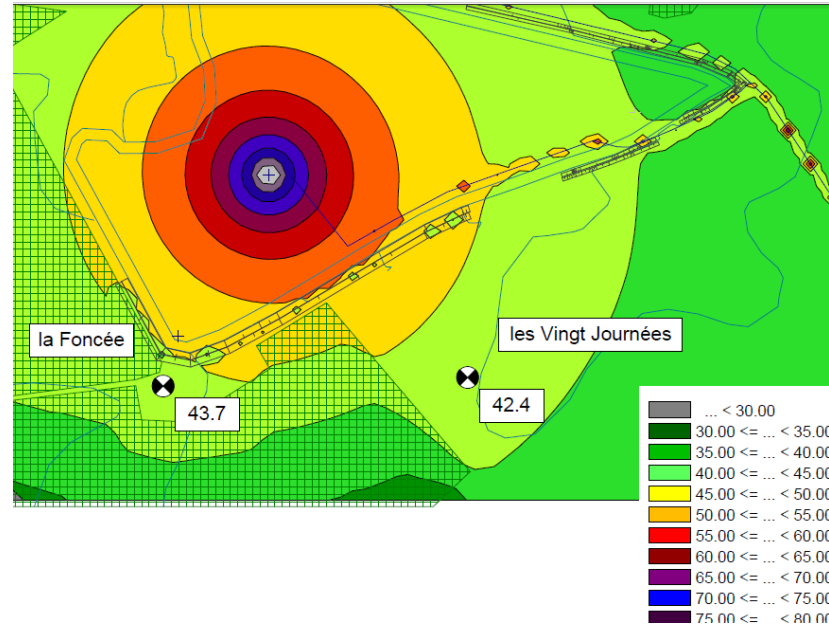 la Foncée
les Vingt Journées
43.7
42.4
... < 30.00
30.00 <= ... < 35.00
35.00 <= ... < 40.00
40.00 <= ... < 45.00
45.00 <= ... < 50.00
50.00 <= ... < 55.00
55.00 <= ... < 60.00
60.00 <= ... < 65.00
65.00 <= ... < 70.00
70.00 <= ... < 75.00
75.00 <= ... < 80.00